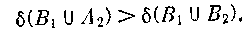 δ(B₁ ∪ A₂) > δ(B₁ ∪ B₂).